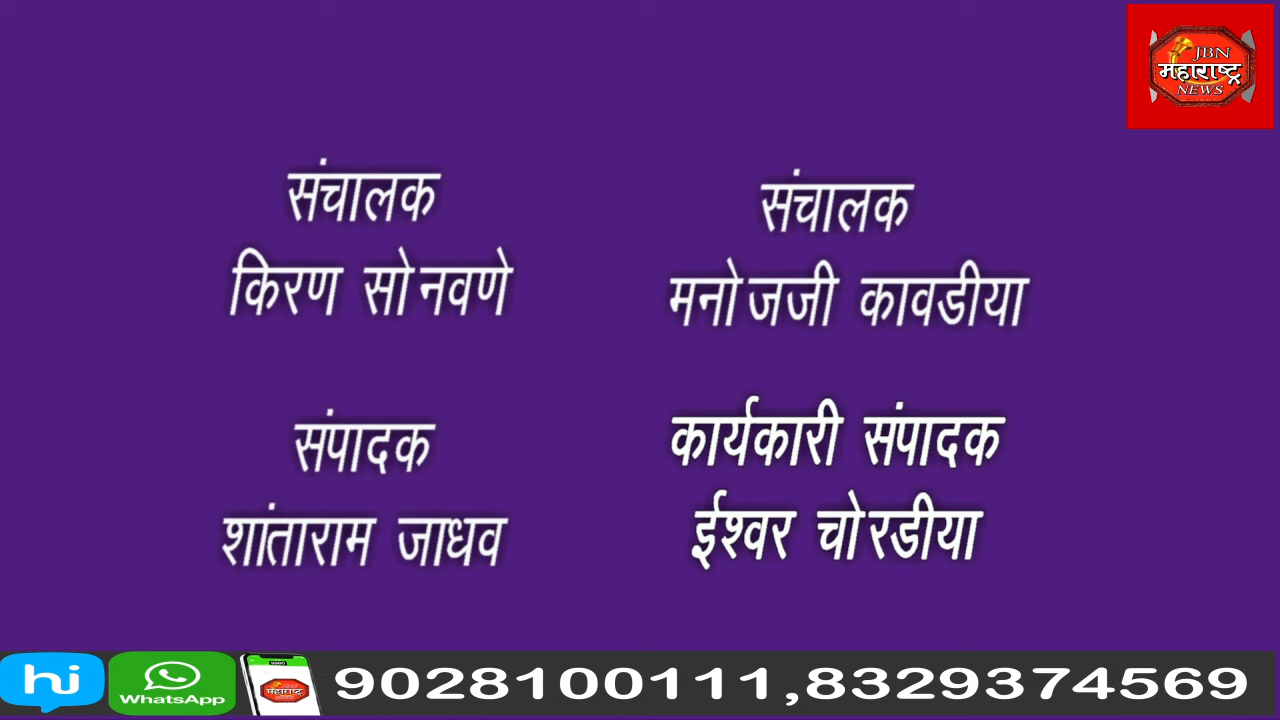 JBN
महाराष्ट्र
NEWS
संचालक
किरण सोनवणे
संचालक
मनोजजी कावडीया
संपादक
शांताराम जाधव
कार्यकारी संपादक
ईश्वर चोरडीया
hi
WhatsApp
महाराष्ट्र
9028100111,8329374569